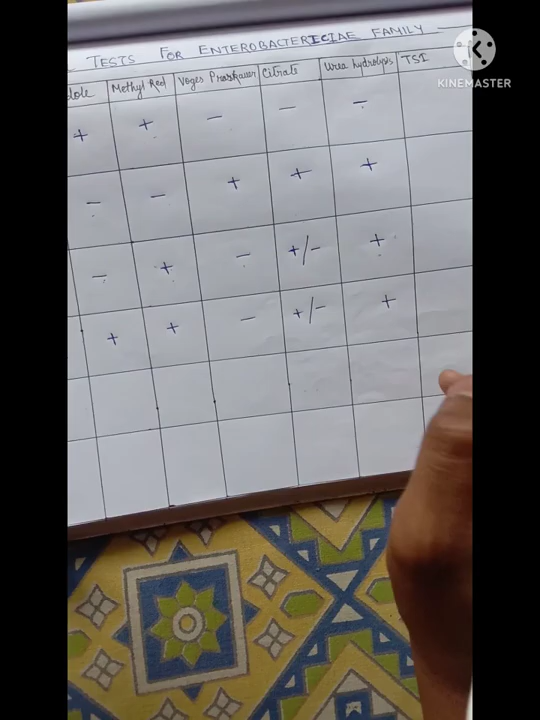 TESTS FOR ENTEROBACTERICIAE FAMILY
KINEMASTER
dole Methyl Red Voges Proskauer Citrate Urea hydrolysis TSI
+ + - - -
- - + + +
- + - +/- +
+ + - +/- +